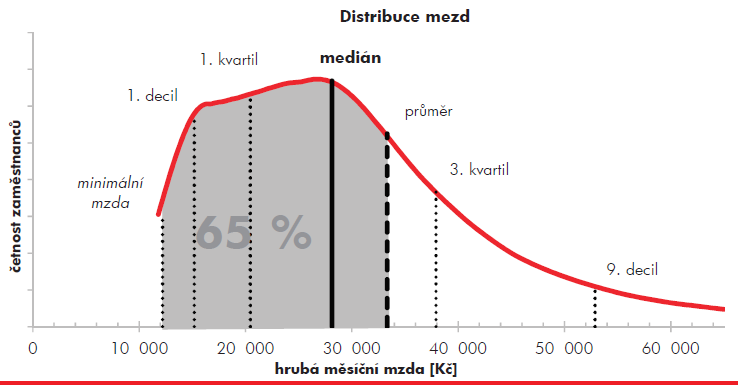 Distribuce mezd
1. kvartil
medián
1. decil
průměr
3. kvartil
minimální
mzda
65 %
9. decil
četnost zaměstnanců
0 10 000 20 000 30 000 40 000 50 000 60 000
hrubá měsíční mzda [Kč]